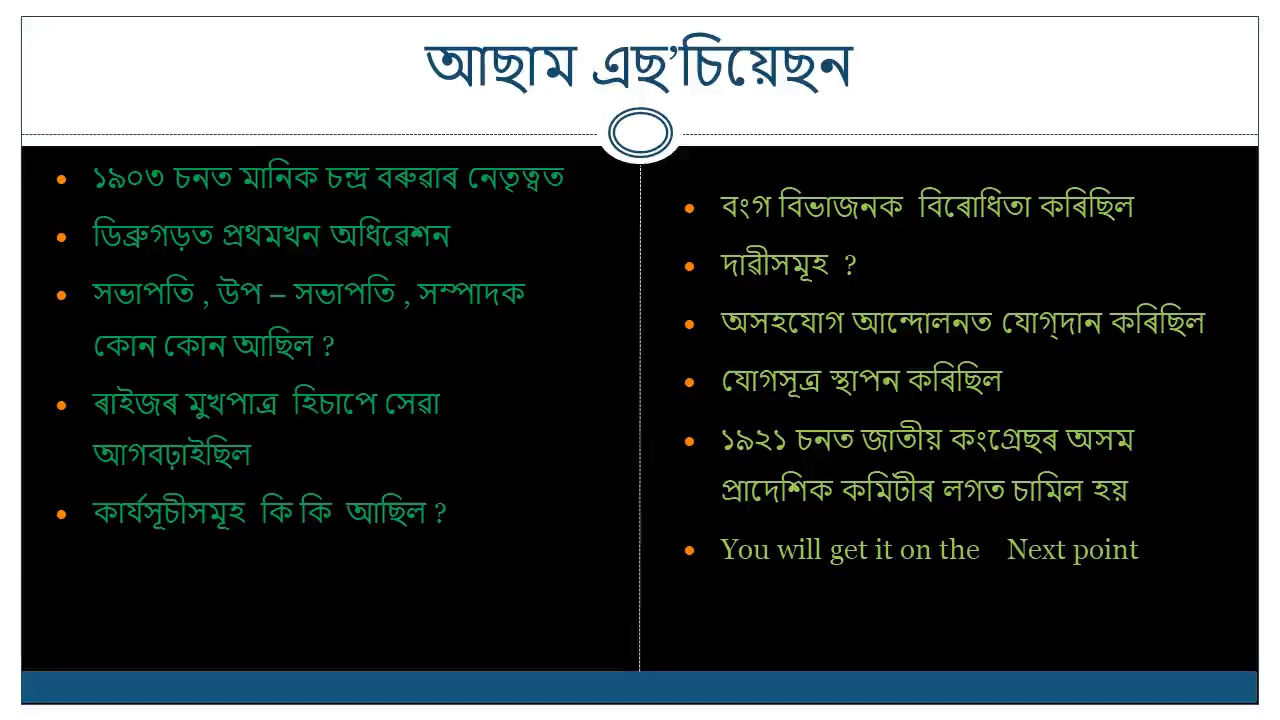 আছাম এছ’চিয়েছন
• ১৯০৩ চনত মানিক চন্দ্ৰ বৰুৱাৰ নেতৃত্বত
• ডিব্ৰুগড়ত প্ৰথমখন অধিৱেশন
• সভাপতি , উপ – সভাপতি , সম্পাদক
কোন কোন আছিল ?
• ৰাইজৰ মুখপাত্ৰ হিচাপে সেৱা
আগবঢ়াইছিল
• কাৰ্যসূচীসমূহ কি কি আছিল ?
• বংগ বিভাজনক বিৰোধিতা কৰিছিল
• দাৱীসমূহ ?
• অসহযোগ আন্দোলনত যোগ্দান কৰিছিল
• যোগসূত্ৰ স্থাপন কৰিছিল
• ১৯২১ চনত জাতীয় কংগ্ৰেছৰ অসম
প্ৰাদেশিক কমিটীৰ লগত চামিল হয়
• You will get it on the Next point